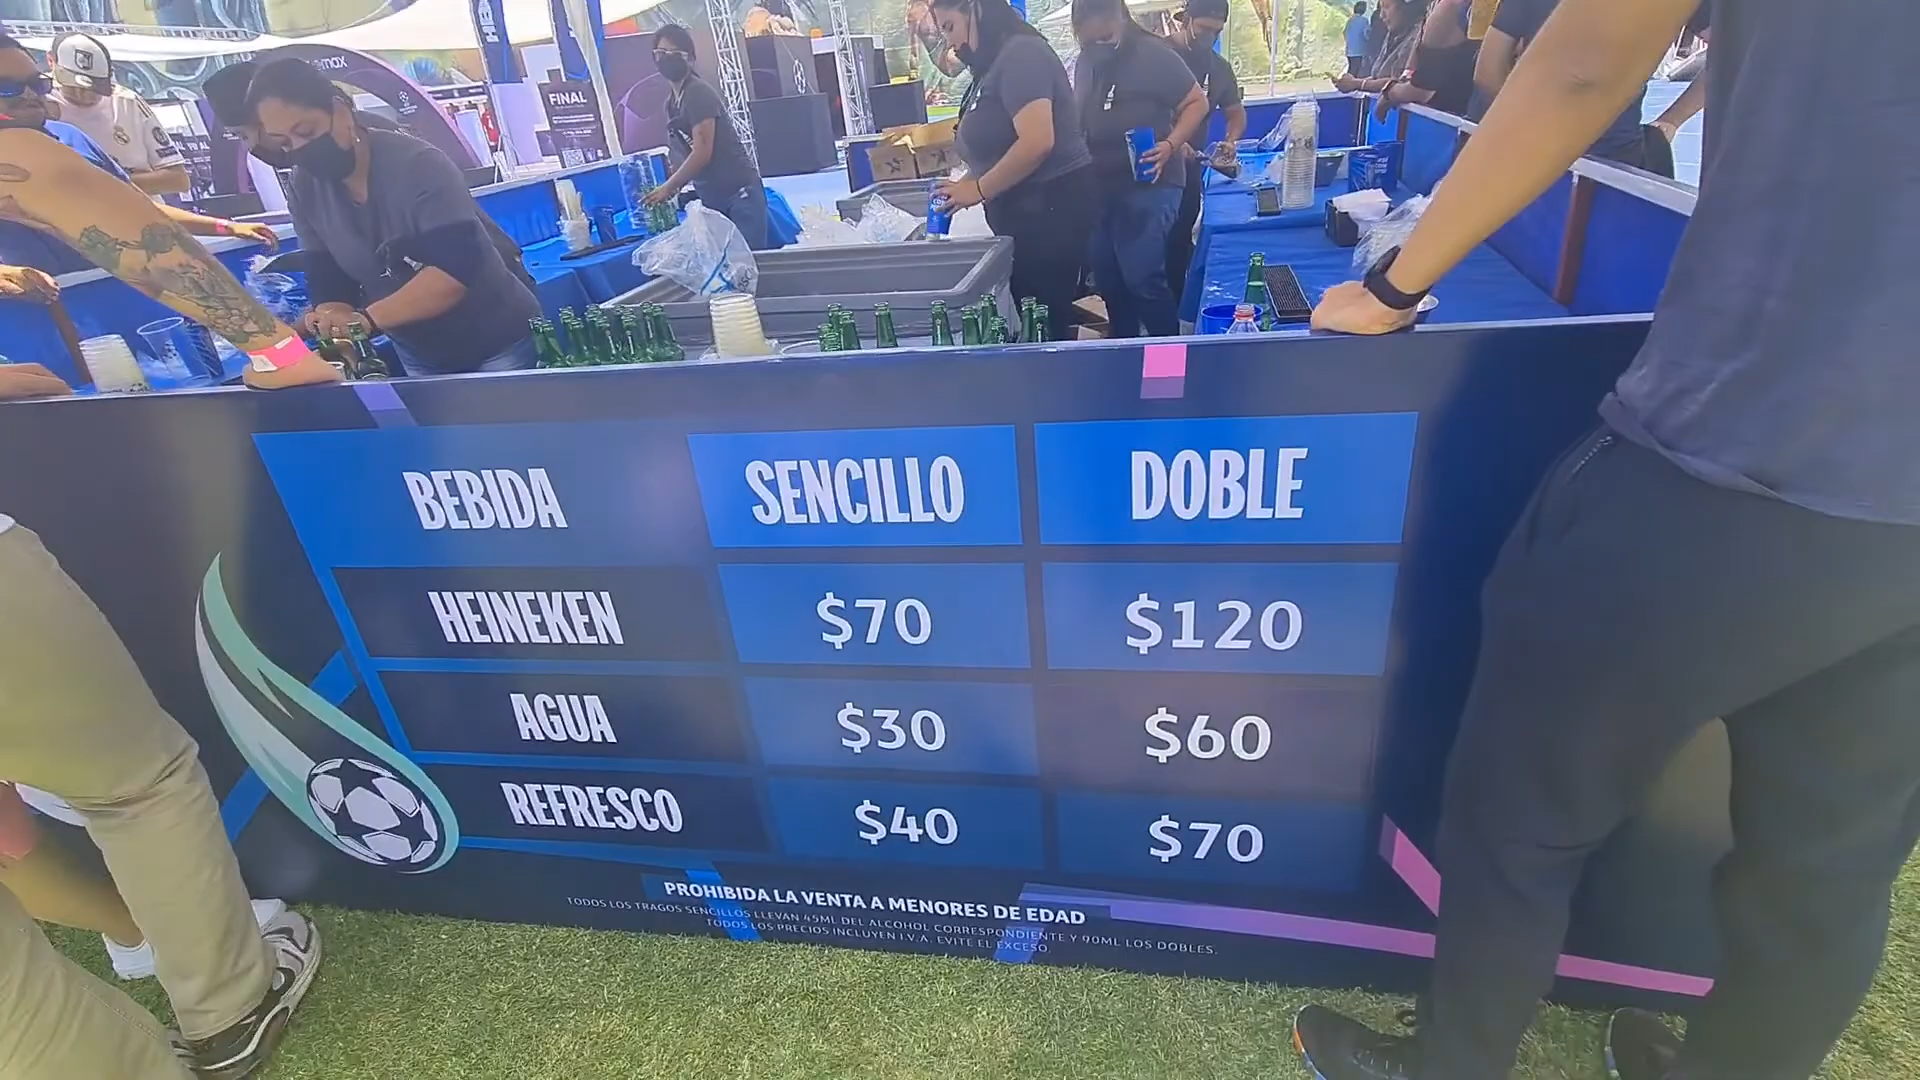 max
FINAL
BEBIDA SENCILLO DOBLE
HEINEKEN $70 $120
AGUA $30 $60
REFRESCO $40 $70
PROHIBIDA LA VENTA A MENORES DE EDAD
TODOS LOS TRAGOS SENCILLOS LLEVAN 45ML DEL ALCOHOL CORRESPONDIENTE Y 90ML LOS DOBLES.
TODOS LOS PRECIOS INCLUYEN I.V.A. EVITE EL EXCESO.